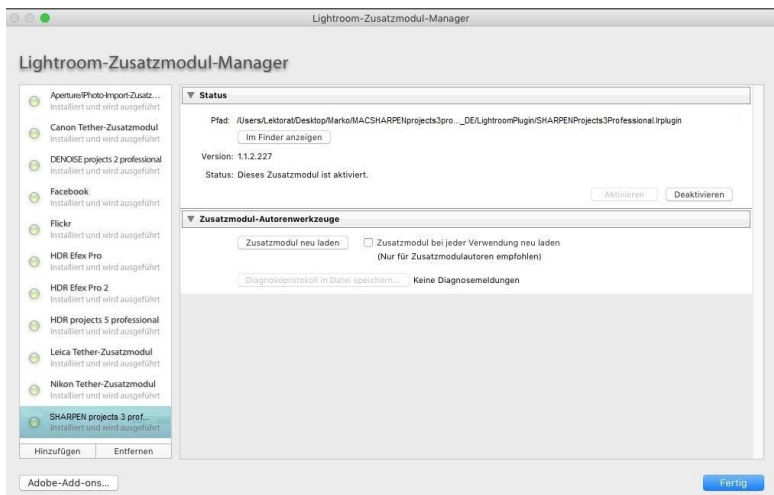 Lightroom-Zusatzmodul-Manager
Lightroom-Zusatzmodul-Manager
Aperture/iPhoto-Import-Zusatz...
Installiert und wird ausgeführt
Canon Tether-Zusatzmodul
Installiert und wird ausgeführt
DENOISE projects 2 professional
Installiert und wird ausgeführt
Facebook
Installiert und wird ausgeführt
Flickr
Installiert und wird ausgeführt
HDR Efex Pro
Installiert und wird ausgeführt
HDR Efex Pro 2
Installiert und wird ausgeführt
HDR projects 5 professional
Installiert und wird ausgeführt
Leica Tether-Zusatzmodul
Installiert und wird ausgeführt
Nikon Tether-Zusatzmodul
Installiert und wird ausgeführt
SHARPEN projects 3 prof...
Installiert und wird ausgeführt
Hinzufügen Entfernen
Adobe-Add-ons...
Status
Pfad: /Users/Lektorat/Desktop/Marko/MACSHARPENprojects3pro..._DE/LightroomPlugin/SHARPENProjects3Professional.lrplugin
Im Finder anzeigen
Version: 1.1.2.227
Status: Dieses Zusatzmodul ist aktiviert.
Aktivieren Deaktivieren
Zusatzmodul-Autorenwerkzeuge
Zusatzmodul neu laden Zusatzmodul bei jeder Verwendung neu laden
(Nur für Zusatzmodulautoren empfohlen)
Diagnoseprotokoll in Datei speichern... Keine Diagnosemeldungen
Fertig